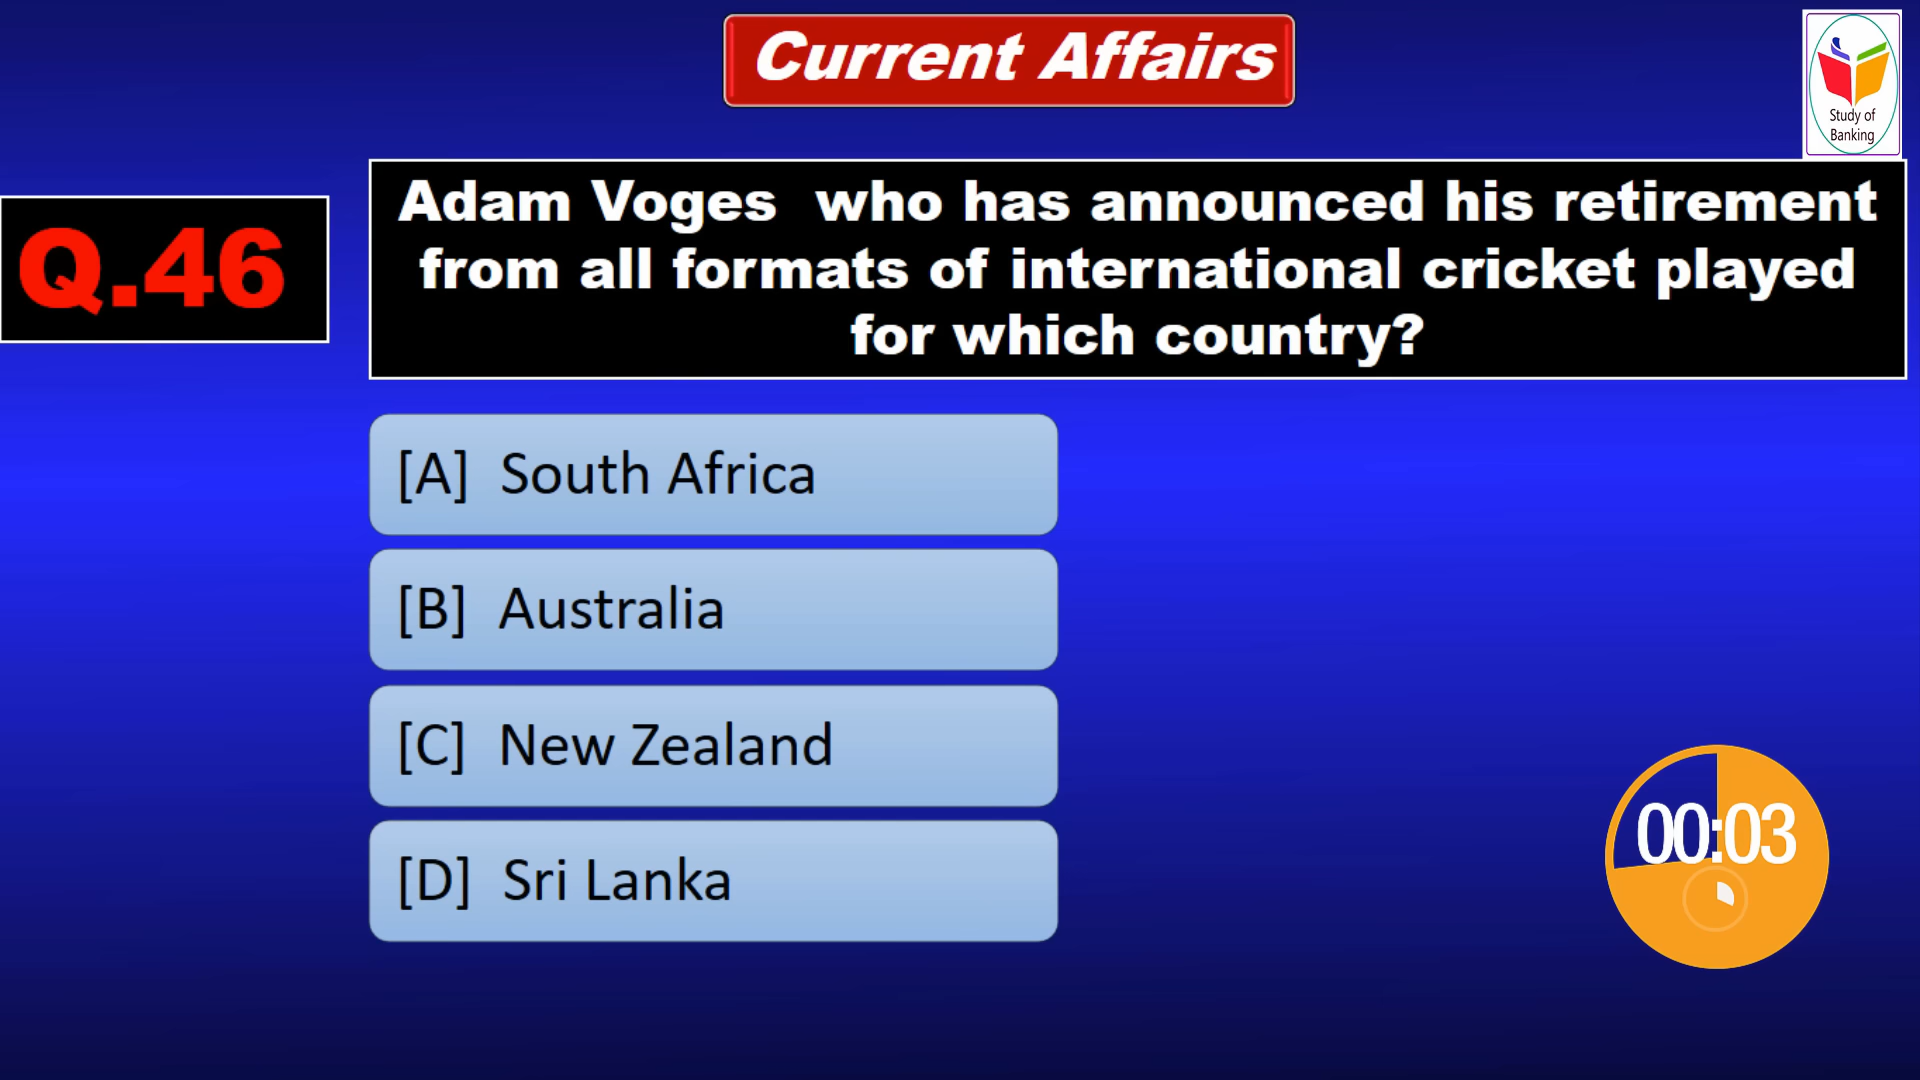 Current Affairs
Study of
Banking
Q.46
Adam Voges who has announced his retirement
from all formats of international cricket played
for which country?
[A] South Africa
[B] Australia
[C] New Zealand
[D] Sri Lanka
00:03